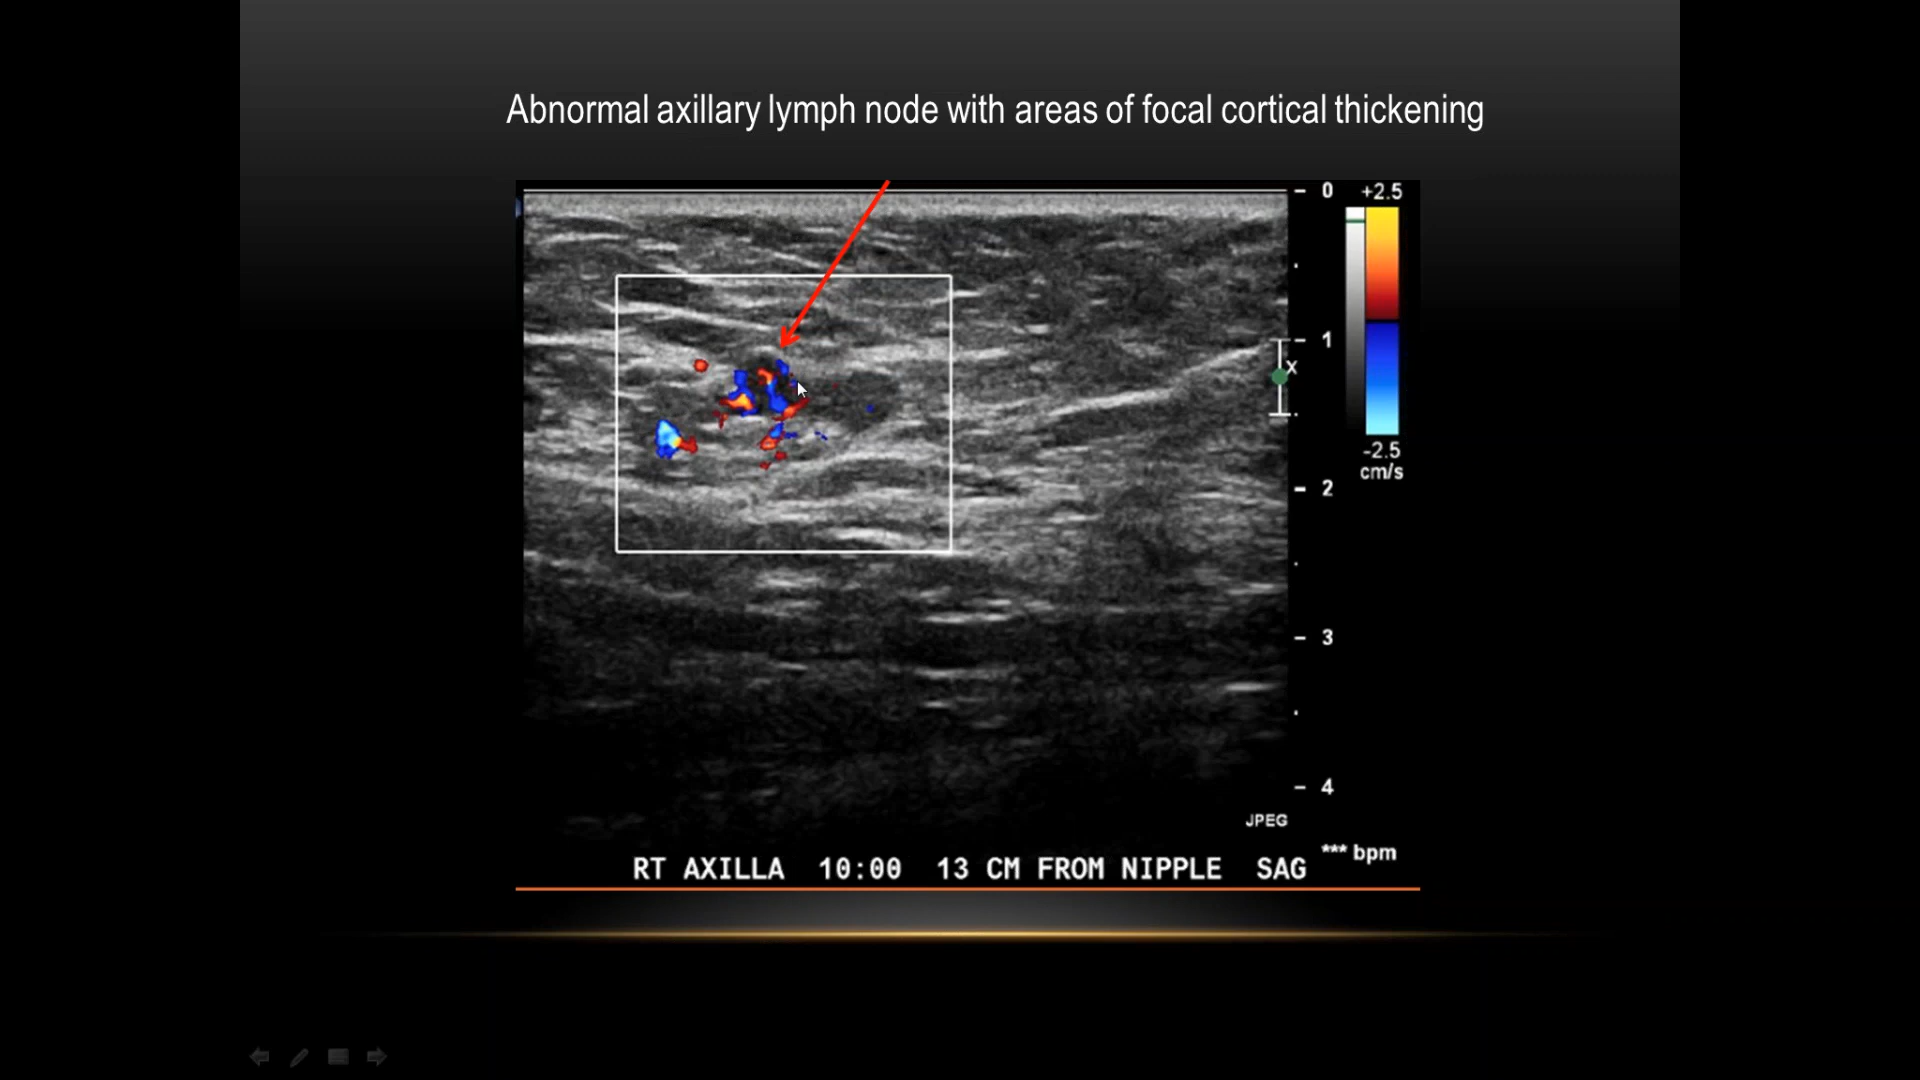 Abnormal axillary lymph node with areas of focal cortical thickening
0 +2.5
1
x
-2.5
cm/s
2
3
4
JPEG
*** bpm
RT AXILLA 10:00 13 CM FROM NIPPLE SAG